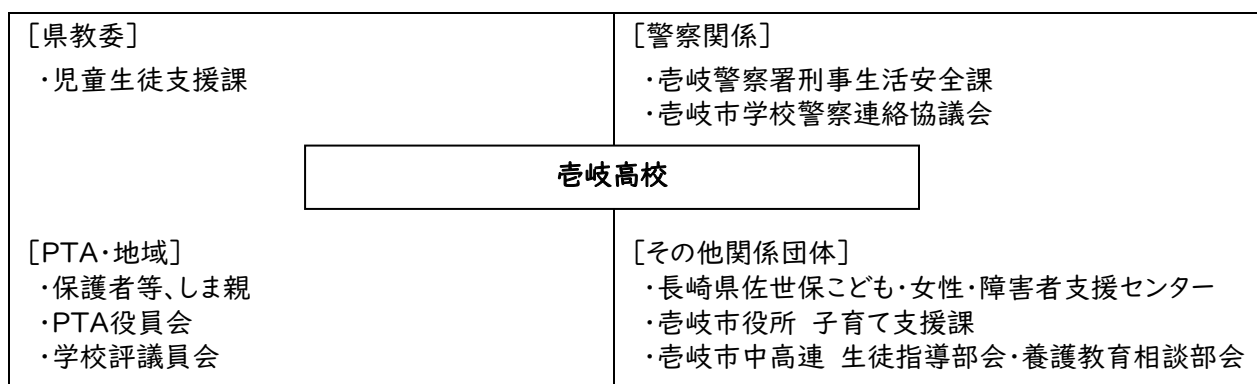 [県教委]
・児童生徒支援課
[警察関係]
・壱岐警察署刑事生活安全課
・壱岐市学校警察連絡協議会
壱岐高校
[PTA・地域]
・保護者等、しま親
・PTA役員会
・学校評議員会
[その他関係団体]
・長崎県佐世保こども・女性・障害者支援センター
・壱岐市役所 子育て支援課
・壱岐市中高連 生徒指導部会・養護教育相談部会